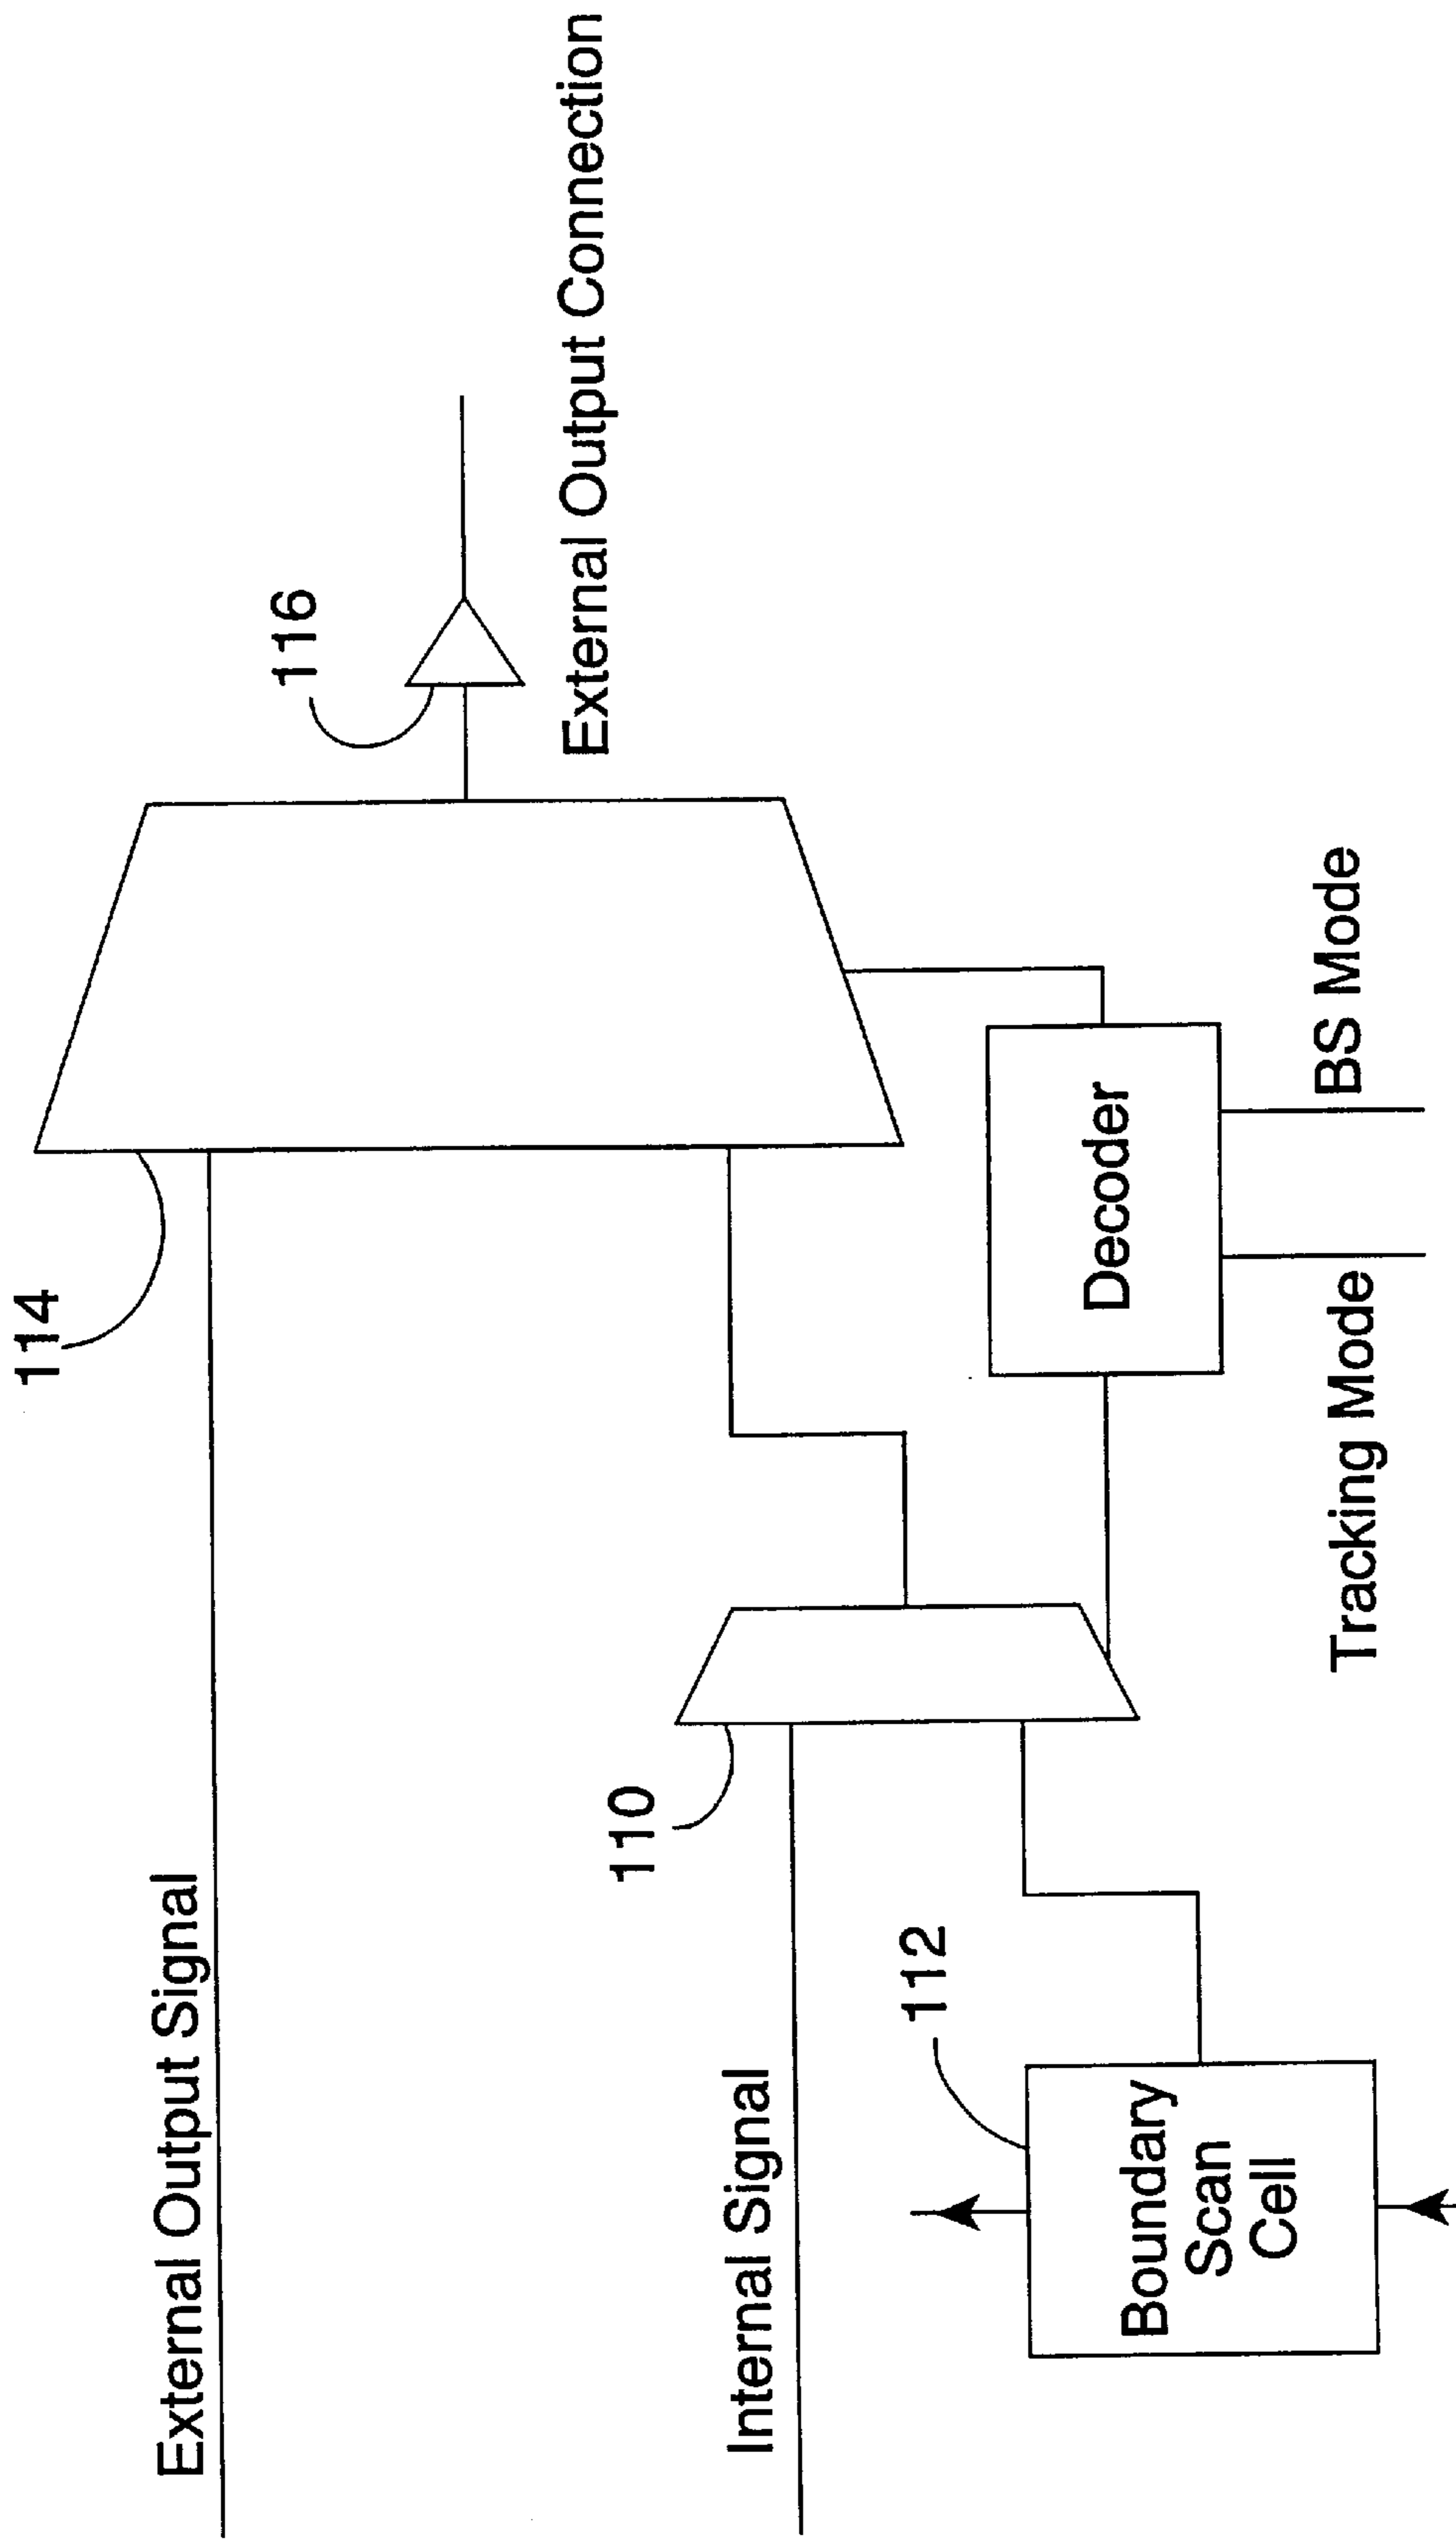 External Output Signal
114
116
External Output Connection
Internal Signal
110
112
Boundary
Scan
Cell
Decoder
Tracking Mode
BS Mode